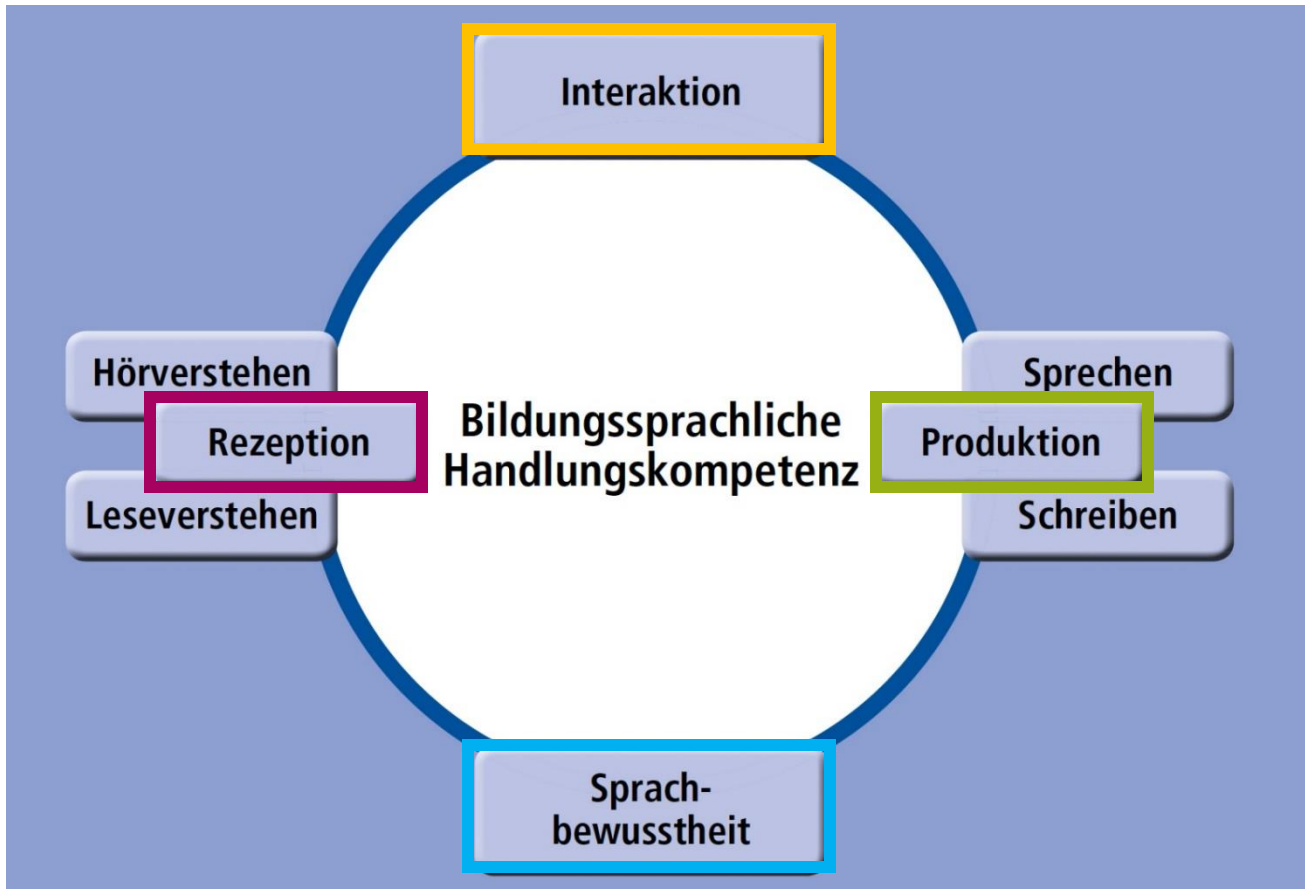 Interaktion
Hörverstehen
Rezeption
Leseverstehen
Bildungssprachliche
Handlungskompetenz
Sprechen
Produktion
Schreiben
Sprach-
bewusstheit